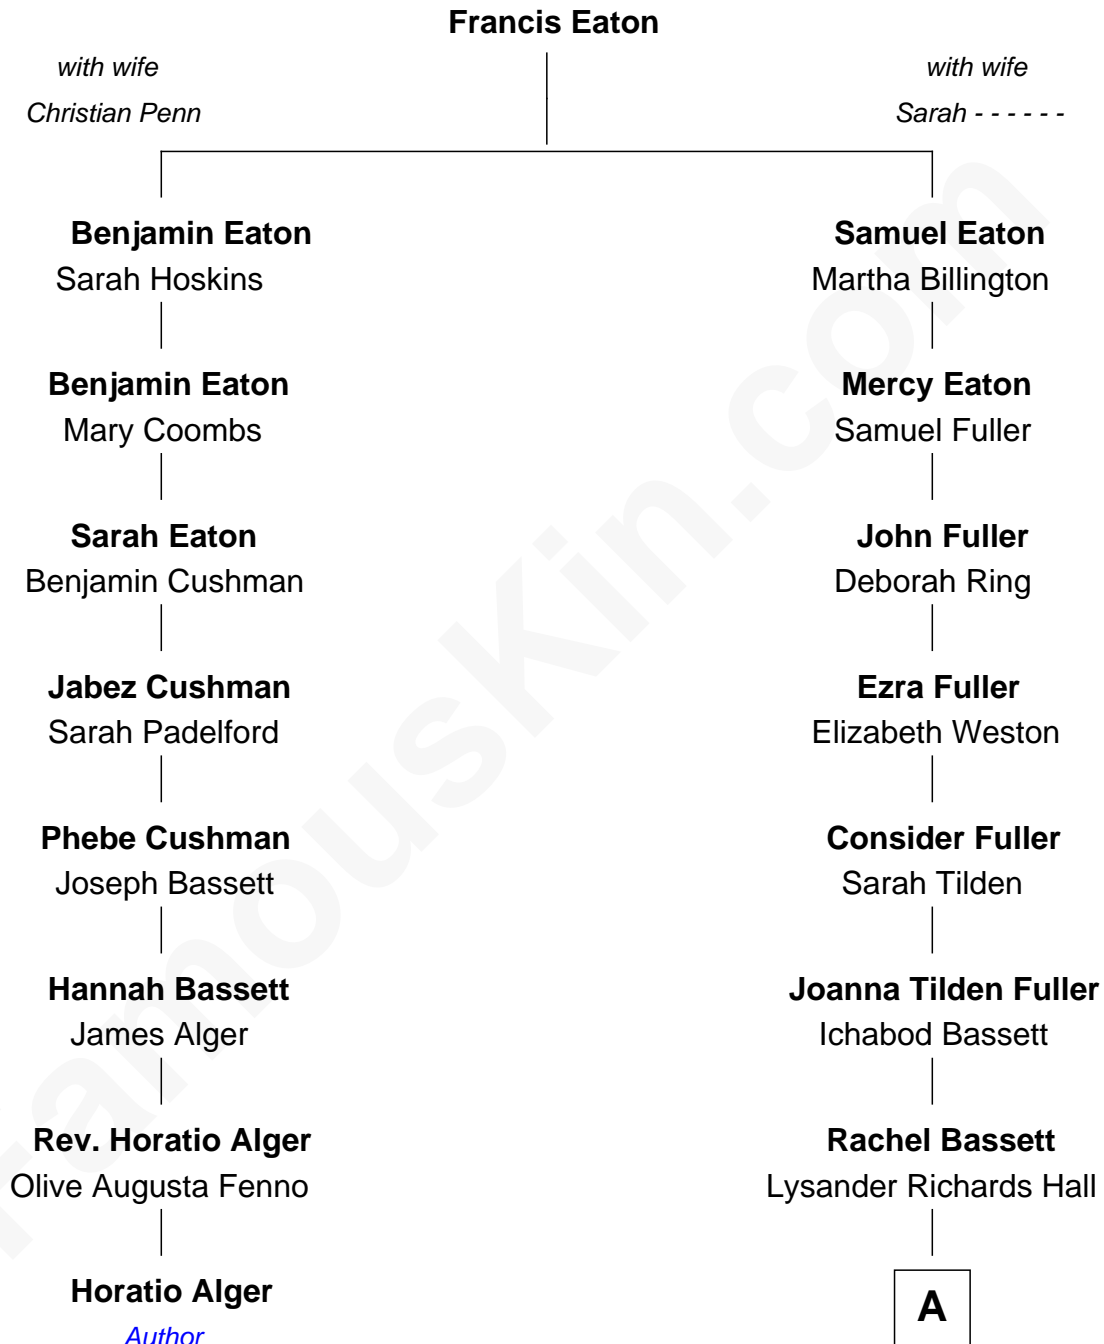 Francis Eaton
with wife
Christian Penn
with wife
Sarah - - - - - -
Benjamin Eaton
Sarah Hoskins
Samuel Eaton
Martha Billington
Benjamin Eaton
Mary Coombs
Mercy Eaton
Samuel Fuller
Sarah Eaton
Benjamin Cushman
John Fuller
Deborah Ring
Jabez Cushman
Sarah Padelford
Ezra Fuller
Elizabeth Weston
Phebe Cushman
Joseph Bassett
Consider Fuller
Sarah Tilden
Hannah Bassett
James Alger
Joanna Tilden Fuller
Ichabod Bassett
Rev. Horatio Alger
Olive Augusta Fenno
Rachel Bassett
Lysander Richards Hall
Horatio Alger
Author
A
FamousKin.com